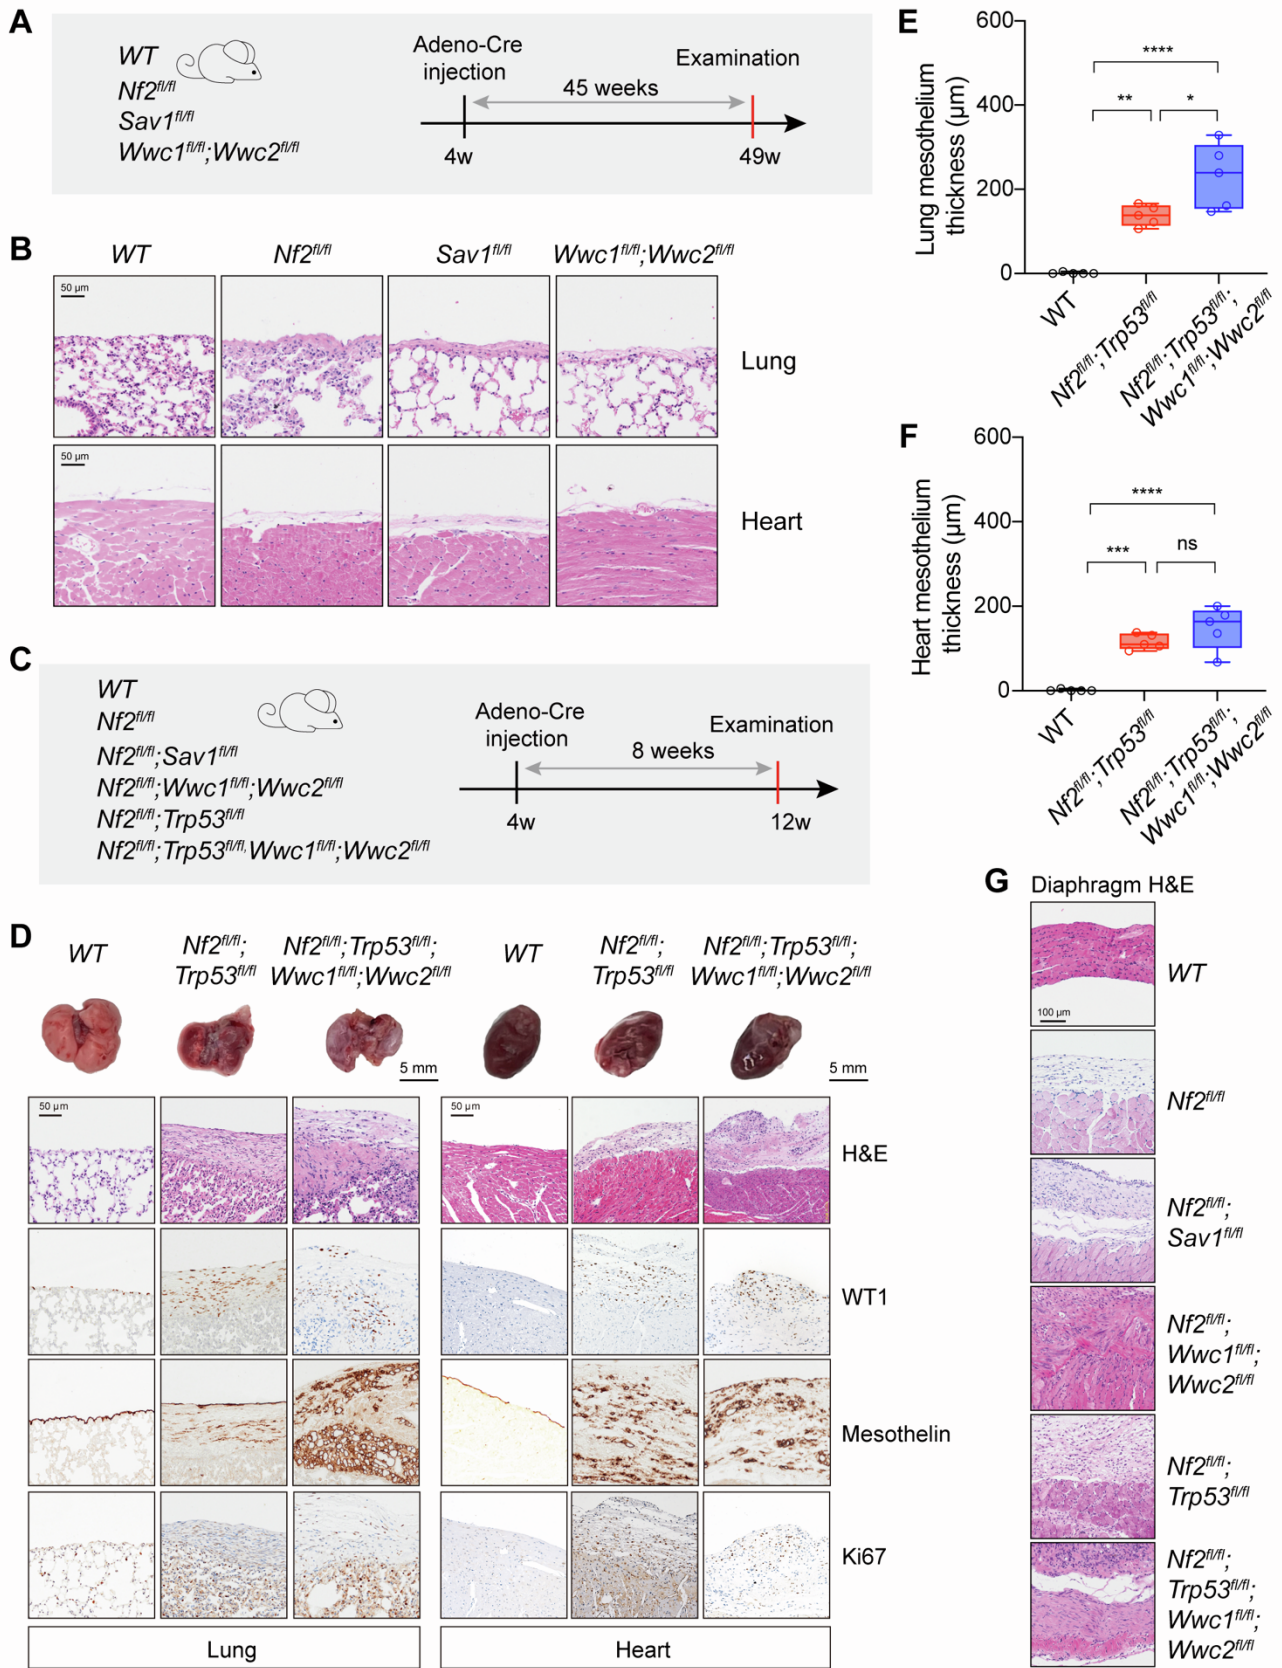 A
WT
Nf2fl/fl
Sav1fl/fl
Wwc1fl/fl;Wwc2fl/fl
Adeno-Cre
injection
Examination
45 weeks
4w
49w
B
WT
Nf2fl/fl
Sav1fl/fl
Wwc1fl/fl;Wwc2fl/fl
50 µm
Lung
50 µm
Heart
C
WT
Nf2fl/fl
Nf2fl/fl;Sav1fl/fl
Nf2fl/fl;Wwc1fl/fl;Wwc2fl/fl
Nf2fl/fl;Trp53fl/fl
Nf2fl/fl;Trp53fl/fl,Wwc1fl/fl;Wwc2fl/fl
Adeno-Cre
injection
Examination
8 weeks
4w
12w
D
WT
Nf2fl/fl;
Trp53fl/fl
Nf2fl/fl;Trp53fl/fl;
Wwc1fl/fl;Wwc2fl/fl
WT
Nf2fl/fl;
Trp53fl/fl
Nf2fl/fl;Trp53fl/fl;
Wwc1fl/fl;Wwc2fl/fl
5 mm
5 mm
50 µm
50 µm
H&E
WT1
Mesothelin
Ki67
Lung
Heart
E
Lung mesothelium
thickness (µm)
600
400
200
0
****
**
*
WT
Nf2fl/fl;Trp53fl/fl
Nf2fl/fl;Trp53fl/fl;
Wwc1fl/fl;Wwc2fl/fl
F
Heart mesothelium
thickness (µm)
600
400
200
0
****
***
ns
WT
Nf2fl/fl;Trp53fl/fl
Nf2fl/fl;Trp53fl/fl;
Wwc1fl/fl;Wwc2fl/fl
G
Diaphragm H&E
WT
100 µm
Nf2fl/fl
Nf2fl/fl;
Sav1fl/fl
Nf2fl/fl;
Wwc1fl/fl;
Wwc2fl/fl
Nf2fl/fl;
Trp53fl/fl
Nf2fl/fl;
Trp53fl/fl;
Wwc1fl/fl;
Wwc2fl/fl